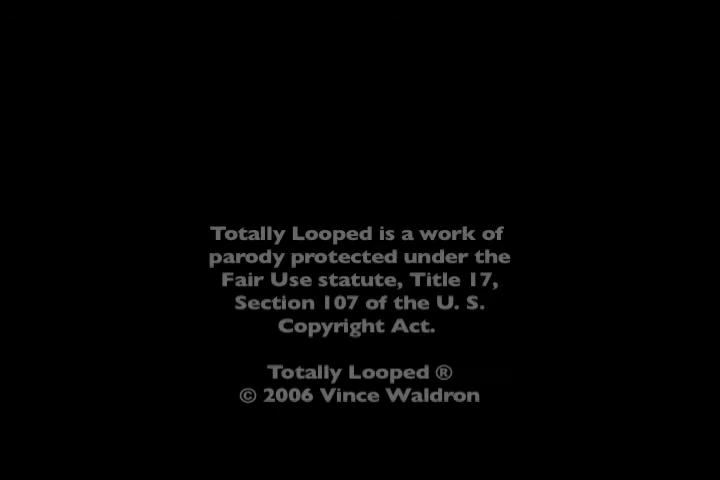 Totally Looped is a work of
parody protected under the
Fair Use statute, Title 17,
Section 107 of the U. S.
Copyright Act.
Totally Looped ®
© 2006 Vince Waldron